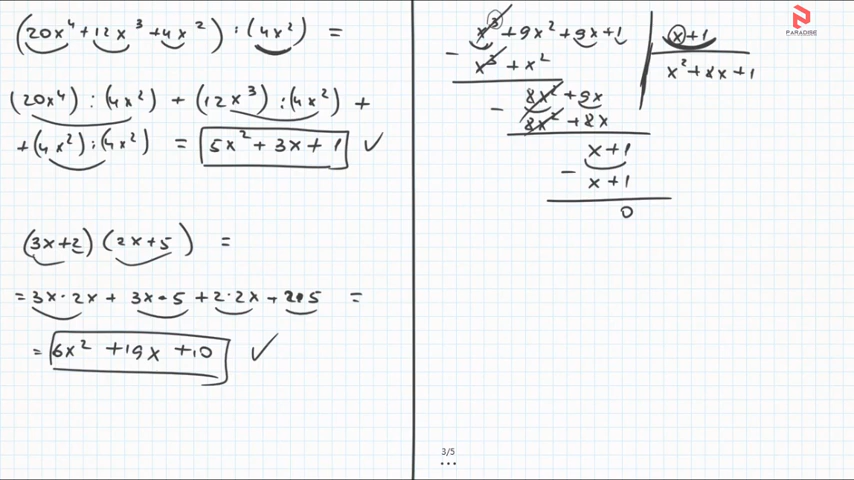 (20x⁴+12x³+4x²):(4x²) =
(20x⁴):(4x²) + (12x³):(4x²) +
+(4x²):(4x²) = 5x²+3x+1 ✓
(3x+2)(2x+5) =
=3x·2x+ 3x·5 +2·2x+2·5 =
= 6x² +19x +10 ✓
x³+9x²+9x+1 | x+1
- x³+x² | x²+8x+1
- 8x²+9x
8x²+8x
x+1
- x+1
0
PARADISE
3/5